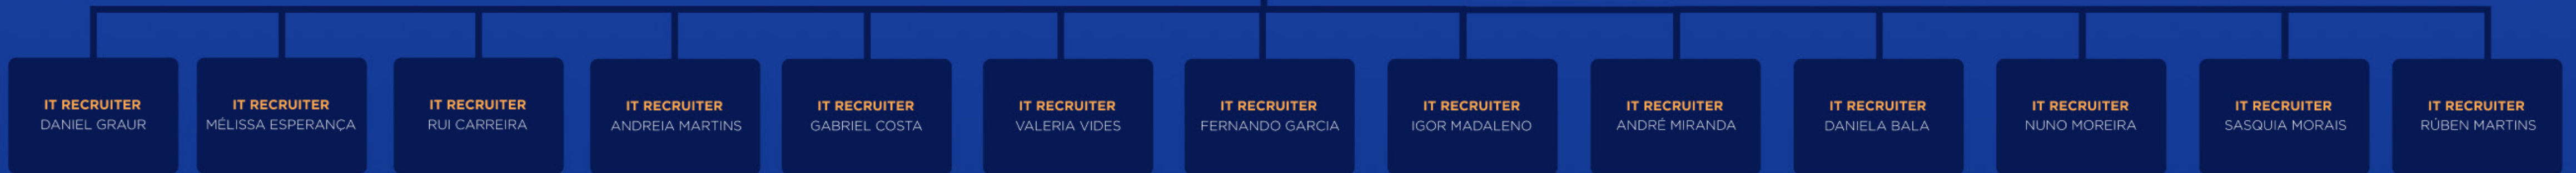 IT RECRUITER
DANIEL GRAUR
IT RECRUITER
MÉLISSA ESPERANÇA
IT RECRUITER
RUI CARREIRA
IT RECRUITER
ANDREIA MARTINS
IT RECRUITER
GABRIEL COSTA
IT RECRUITER
VALERIA VIDES
IT RECRUITER
FERNANDO GARCIA
IT RECRUITER
IGOR MADALENO
IT RECRUITER
ANDRÉ MIRANDA
IT RECRUITER
DANIELA BALA
IT RECRUITER
NUNO MOREIRA
IT RECRUITER
SASQUIA MORAIS
IT RECRUITER
RÚBEN MARTINS